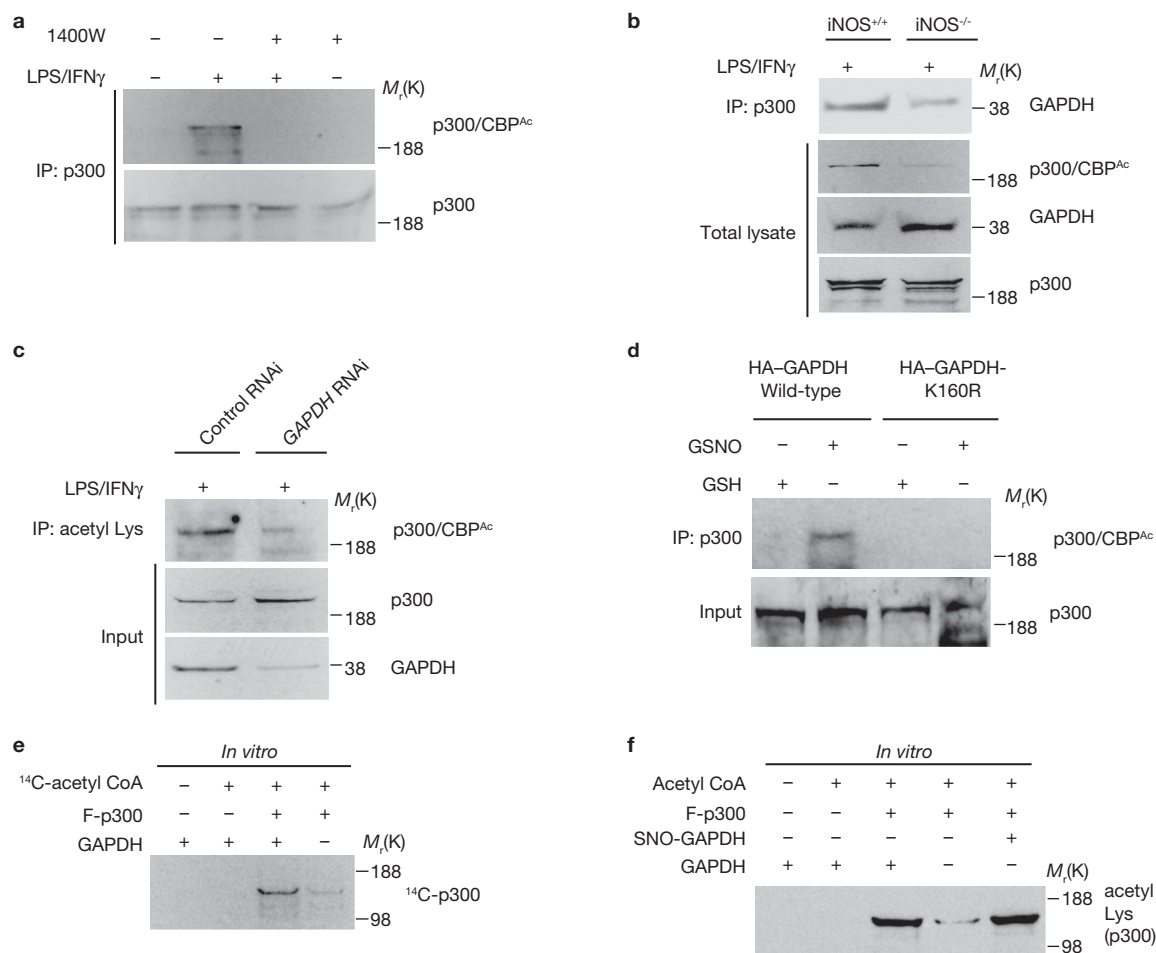 a
1400W – – + +
LPS/IFNγ – + + –
Mr(K)
IP: p300
p300/CBPAc
188
p300
188
b
iNOS+/+ iNOS-/-
LPS/IFNγ + +
Mr(K)
IP: p300
38 GAPDH
Total lysate
188 p300/CBPAc
38 GAPDH
188 p300
c
Control RNAi GAPDH RNAi
LPS/IFNγ + +
Mr(K)
IP: acetyl Lys
188 p300/CBPAc
Input
p300
188
38 GAPDH
d
HA–GAPDH HA–GAPDH-
Wild-type K160R
GSNO – + – +
GSH + – + –
Mr(K)
IP: p300
188 p300/CBPAc
Input
p300
188
e
In vitro
14C-acetyl CoA – + + +
F-p300 – – + +
GAPDH + + + –
Mr(K)
188
14C-p300
98
f
In vitro
Acetyl CoA – + + + +
F-p300 – – + + +
SNO-GAPDH – – – – +
GAPDH + + + – –
Mr(K)
188 acetyl
Lys
(p300)
98